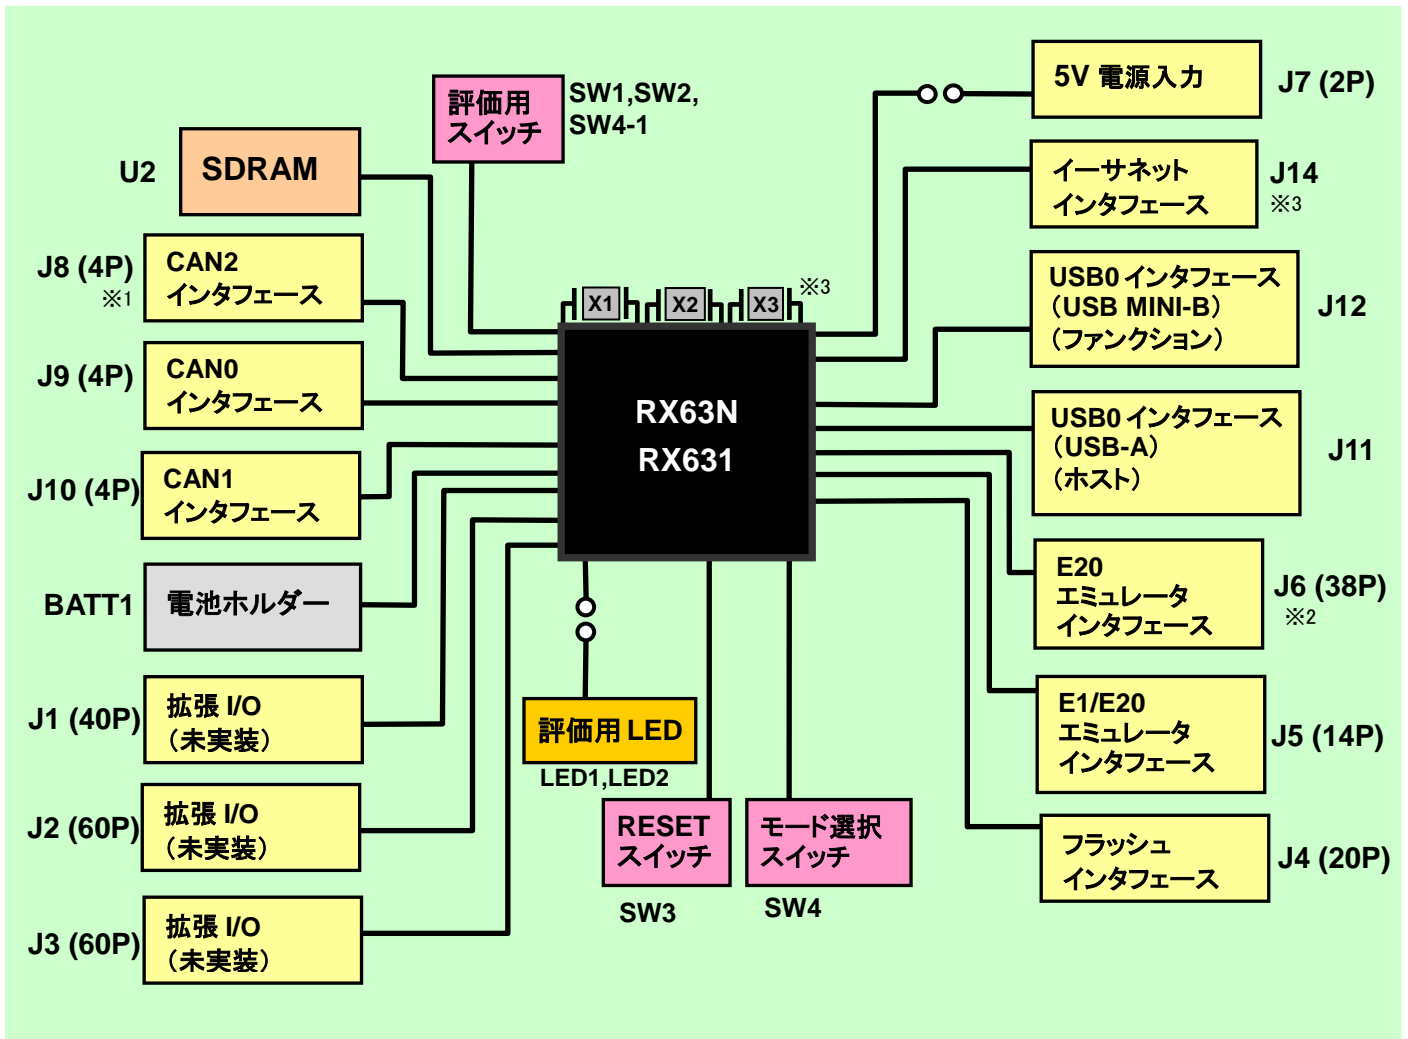 評価用
スイッチ
SW1,SW2,
SW4-1
U2
SDRAM
J8 (4P)
※1
CAN2
インタフェース
J9 (4P)
CAN0
インタフェース
J10 (4P)
CAN1
インタフェース
BATT1
電池ホルダー
J1 (40P)
拡張 I/O
（未実装）
J2 (60P)
拡張 I/O
（未実装）
J3 (60P)
拡張 I/O
（未実装）
X1
X2
X3
※3
RX63N
RX631
評価用 LED
LED1,LED2
RESET
スイッチ
SW3
モード選択
スイッチ
SW4
5V 電源入力
J7 (2P)
イーサネット
インタフェース
J14
※3
USB0 インタフェース
（USB MINI-B）
（ファンクション）
J12
USB0 インタフェース
（USB-A）
（ホスト）
J11
E20
エミュレータ
インタフェース
J6 (38P)
※2
E1/E20
エミュレータ
インタフェース
J5 (14P)
フラッシュ
インタフェース
J4 (20P)